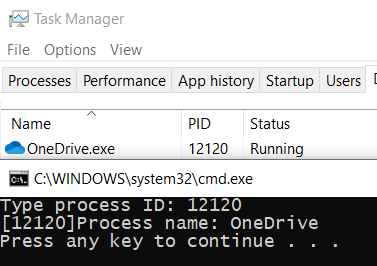 Task Manager
File Options View
Processes Performance App history Startup Users
Name PID Status
OneDrive.exe 12120 Running
C:\WINDOWS\system32\cmd.exe
Type process ID: 12120
[12120]Process name: OneDrive
Press any key to continue . . .